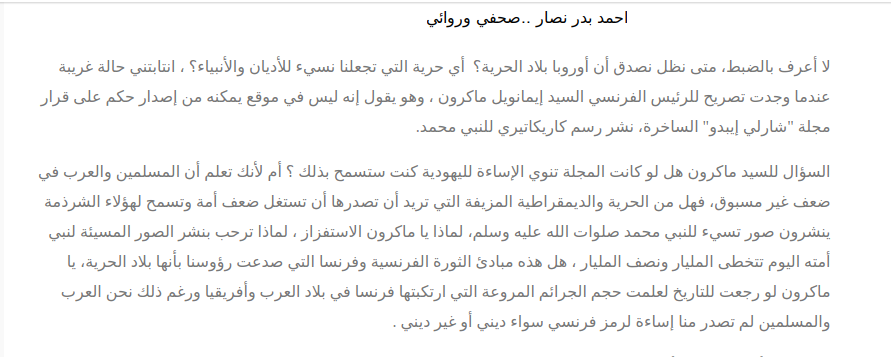 احمد بدر نصار ..صحفي وروائي
لا أعرف بالضبط، متى نظل نصدق أن أوروبا بلاد الحرية؟ أي حرية التي تجعلنا نسيء للأديان والأنبياء؟ ، انتابتني حالة غريبة
عندما وجدت تصريح للرئيس الفرنسي السيد إيمانويل ماكرون ، وهو يقول إنه ليس في موقع يمكنه من إصدار حكم على قرار
مجلة "شارلي إيبدو" الساخرة، نشر رسم كاريكاتيري للنبي محمد.
السؤال للسيد ماكرون هل لو كانت المجلة تنوي الإساءة لليهودية كنت ستسمح بذلك ؟ أم لأنك تعلم أن المسلمين والعرب في
ضعف غير مسبوق، فهل من الحرية والديمقراطية المزيفة التي تريد أن تصدرها أن تستغل ضعف أمة وتسمح لهؤلاء الشرذمة
ينشرون صور تسيء للنبي محمد صلوات الله عليه وسلم، لماذا يا ماكرون الاستفزاز ، لماذا ترحب بنشر الصور المسيئة لنبي
أمته اليوم تتخطى المليار ونصف المليار ، هل هذه مبادئ الثورة الفرنسية وفرنسا التي صدعت رؤوسنا بأنها بلاد الحرية، يا
ماكرون لو رجعت للتاريخ لعلمت حجم الجرائم المروعة التي ارتكبتها فرنسا في بلاد العرب وأفريقيا ورغم ذلك نحن العرب
والمسلمين لم تصدر منا إساءة لرمز فرنسي سواء ديني أو غير ديني .